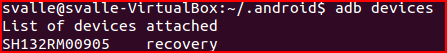 svalle@svalle-VirtualBox:~/.android$ adb devices
List of devices attached
SH132RM00905    recovery